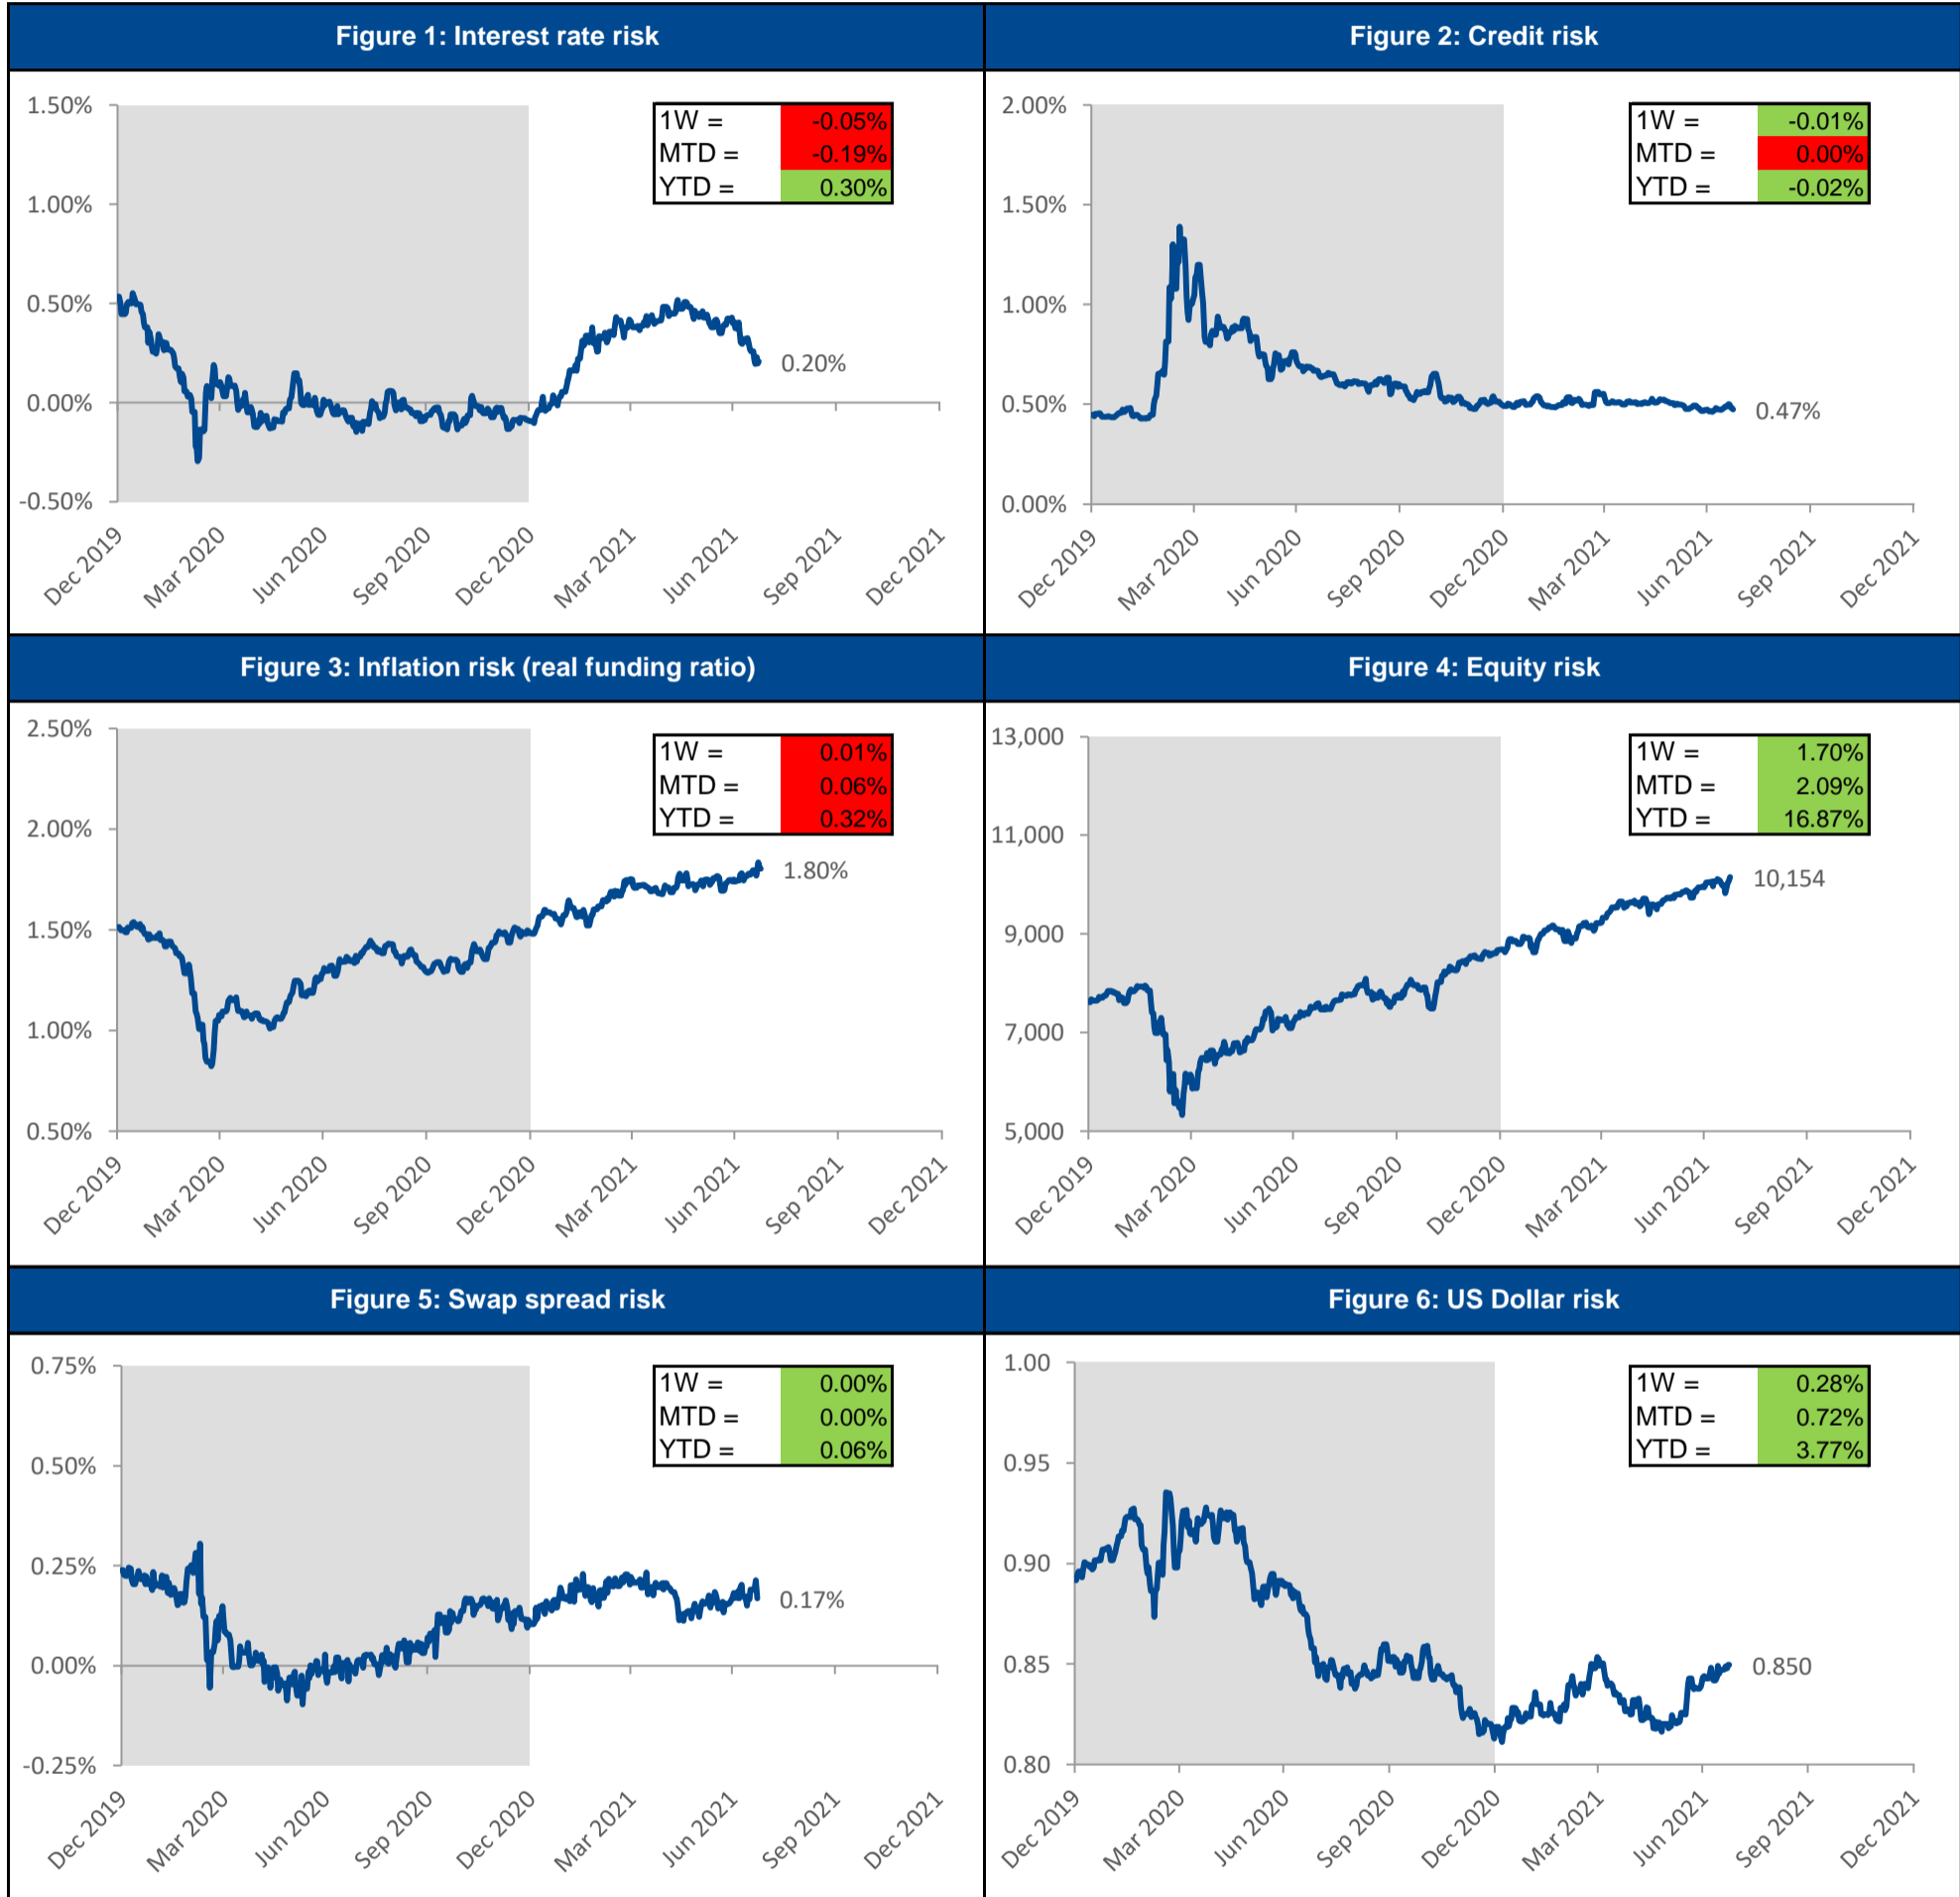 Figure 1: Interest rate risk
1.50%
1.00%
0.50%
0.00%
-0.50%
1W = -0.05%
MTD = -0.19%
YTD = 0.30%
0.20%
Dec 2019 Mar 2020 Jun 2020 Sep 2020 Dec 2020 Mar 2021 Jun 2021 Sep 2021 Dec 2021
Figure 2: Credit risk
2.00%
1.50%
1.00%
0.50%
0.00%
1W = -0.01%
MTD = 0.00%
YTD = -0.02%
0.47%
Dec 2019 Mar 2020 Jun 2020 Sep 2020 Dec 2020 Mar 2021 Jun 2021 Sep 2021 Dec 2021
Figure 3: Inflation risk (real funding ratio)
2.50%
2.00%
1.50%
1.00%
0.50%
1W = 0.01%
MTD = 0.06%
YTD = 0.32%
1.80%
Dec 2019 Mar 2020 Jun 2020 Sep 2020 Dec 2020 Mar 2021 Jun 2021 Sep 2021 Dec 2021
Figure 4: Equity risk
13,000
11,000
9,000
7,000
5,000
1W = 1.70%
MTD = 2.09%
YTD = 16.87%
10,154
Dec 2019 Mar 2020 Jun 2020 Sep 2020 Dec 2020 Mar 2021 Jun 2021 Sep 2021 Dec 2021
Figure 5: Swap spread risk
0.75%
0.50%
0.25%
0.00%
-0.25%
1W = 0.00%
MTD = 0.00%
YTD = 0.06%
0.17%
Dec 2019 Mar 2020 Jun 2020 Sep 2020 Dec 2020 Mar 2021 Jun 2021 Sep 2021 Dec 2021
Figure 6: US Dollar risk
1.00
0.95
0.90
0.85
0.80
1W = 0.28%
MTD = 0.72%
YTD = 3.77%
0.850
Dec 2019 Mar 2020 Jun 2020 Sep 2020 Dec 2020 Mar 2021 Jun 2021 Sep 2021 Dec 2021